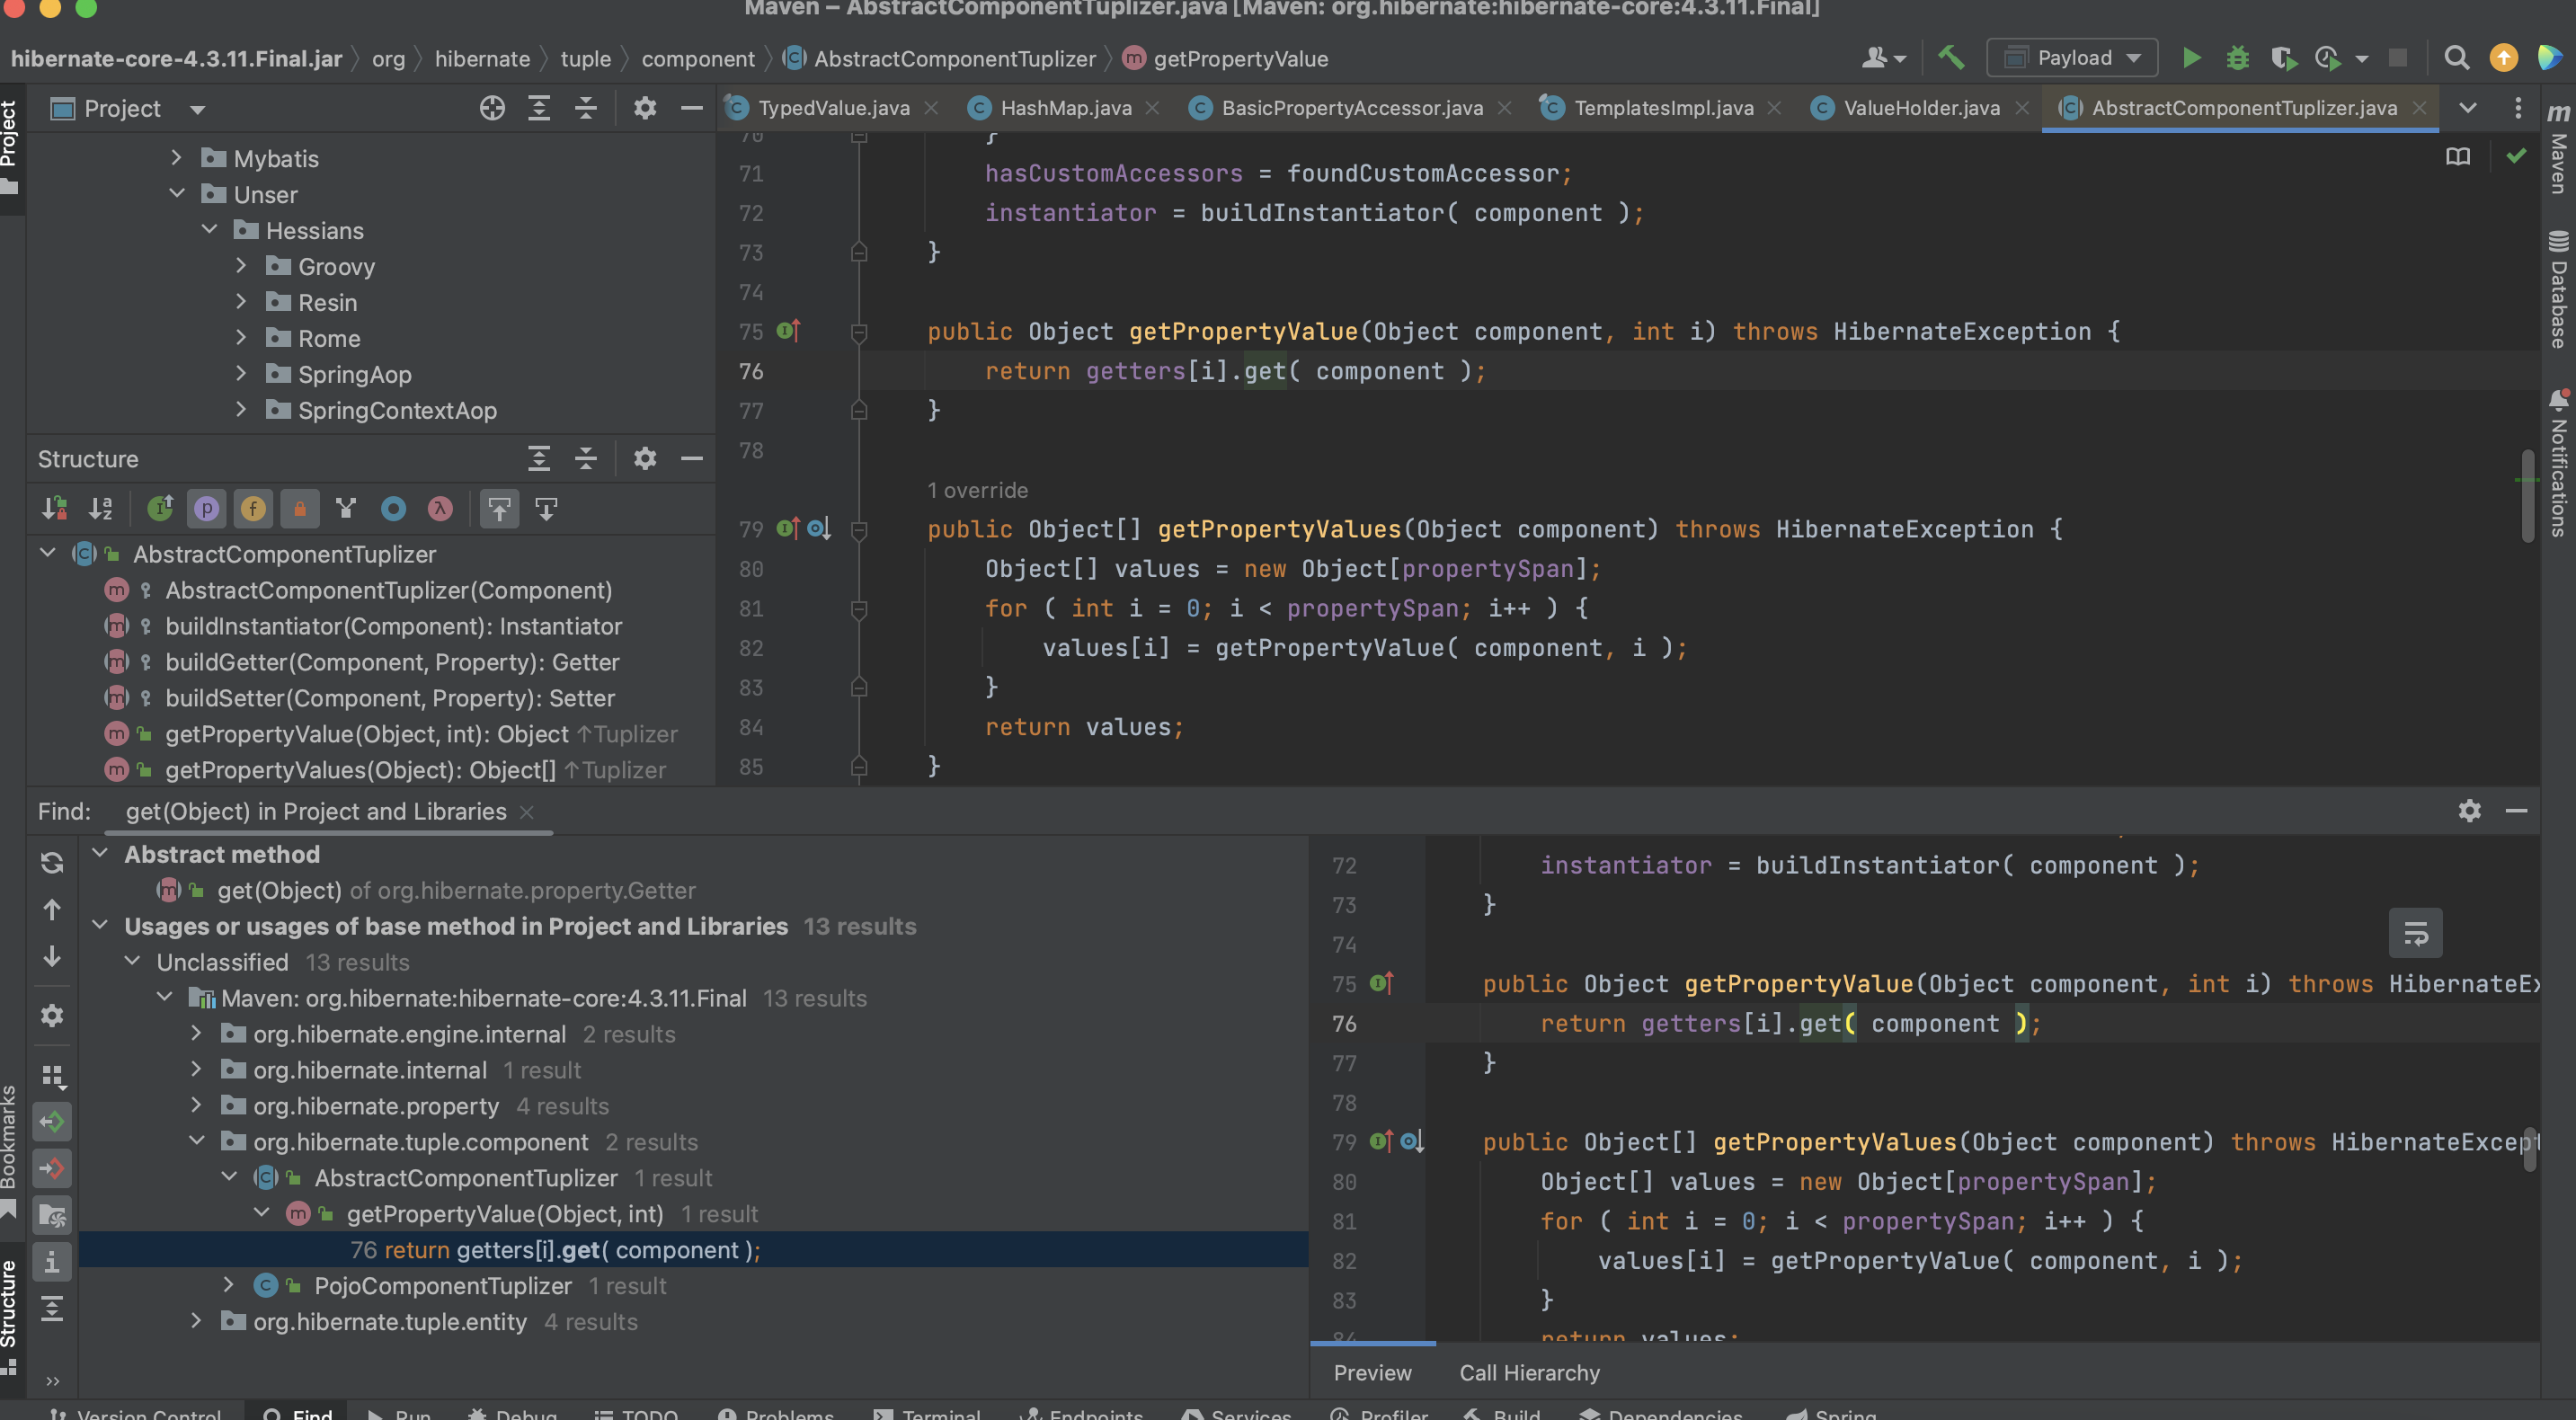 Maven – AbstractComponentTuplizer.java [Maven: org.hibernate:hibernate-core:4.3.11.Final]
hibernate-core-4.3.11.Final.jar org hibernate tuple component AbstractComponentTuplizer getPropertyValue
Payload
Project
TypedValue.java HashMap.java BasicPropertyAccessor.java TemplatesImpl.java ValueHolder.java AbstractComponentTuplizer.java
Project
Mybatis
Unser
Hessians
Groovy
Resin
Rome
SpringAop
SpringContextAop
Structure
AbstractComponentTuplizer
AbstractComponentTuplizer(Component)
buildInstantiator(Component): Instantiator
buildGetter(Component, Property): Getter
buildSetter(Component, Property): Setter
getPropertyValue(Object, int): Object ↑Tuplizer
getPropertyValues(Object): Object[] ↑Tuplizer
70 }
71 hasCustomAccessors = foundCustomAccessor;
72 instantiator = buildInstantiator( component );
73 }
74
75 public Object getPropertyValue(Object component, int i) throws HibernateException {
76 return getters[i].get( component );
77 }
78
1 override
79 public Object[] getPropertyValues(Object component) throws HibernateException {
80 Object[] values = new Object[propertySpan];
81 for ( int i = 0; i < propertySpan; i++ ) {
82 values[i] = getPropertyValue( component, i );
83 }
84 return values;
85 }
Maven
Database
Notifications
Find: get(Object) in Project and Libraries
Abstract method
get(Object) of org.hibernate.property.Getter
Usages or usages of base method in Project and Libraries 13 results
Unclassified 13 results
Maven: org.hibernate:hibernate-core:4.3.11.Final 13 results
org.hibernate.engine.internal 2 results
org.hibernate.internal 1 result
org.hibernate.property 4 results
org.hibernate.tuple.component 2 results
AbstractComponentTuplizer 1 result
getPropertyValue(Object, int) 1 result
76 return getters[i].get( component );
PojoComponentTuplizer 1 result
org.hibernate.tuple.entity 4 results
72 instantiator = buildInstantiator( component );
73 }
74
75 public Object getPropertyValue(Object component, int i) throws HibernateEx
76 return getters[i].get( component );
77 }
78
79 public Object[] getPropertyValues(Object component) throws HibernateExcept
80 Object[] values = new Object[propertySpan];
81 for ( int i = 0; i < propertySpan; i++ ) {
82 values[i] = getPropertyValue( component, i );
83 }
84 return values;
Preview Call Hierarchy
Bookmarks
Structure
Version Control Find Run Debug TODO Problems Terminal Endpoints Services Profiler Build Dependencies Spring